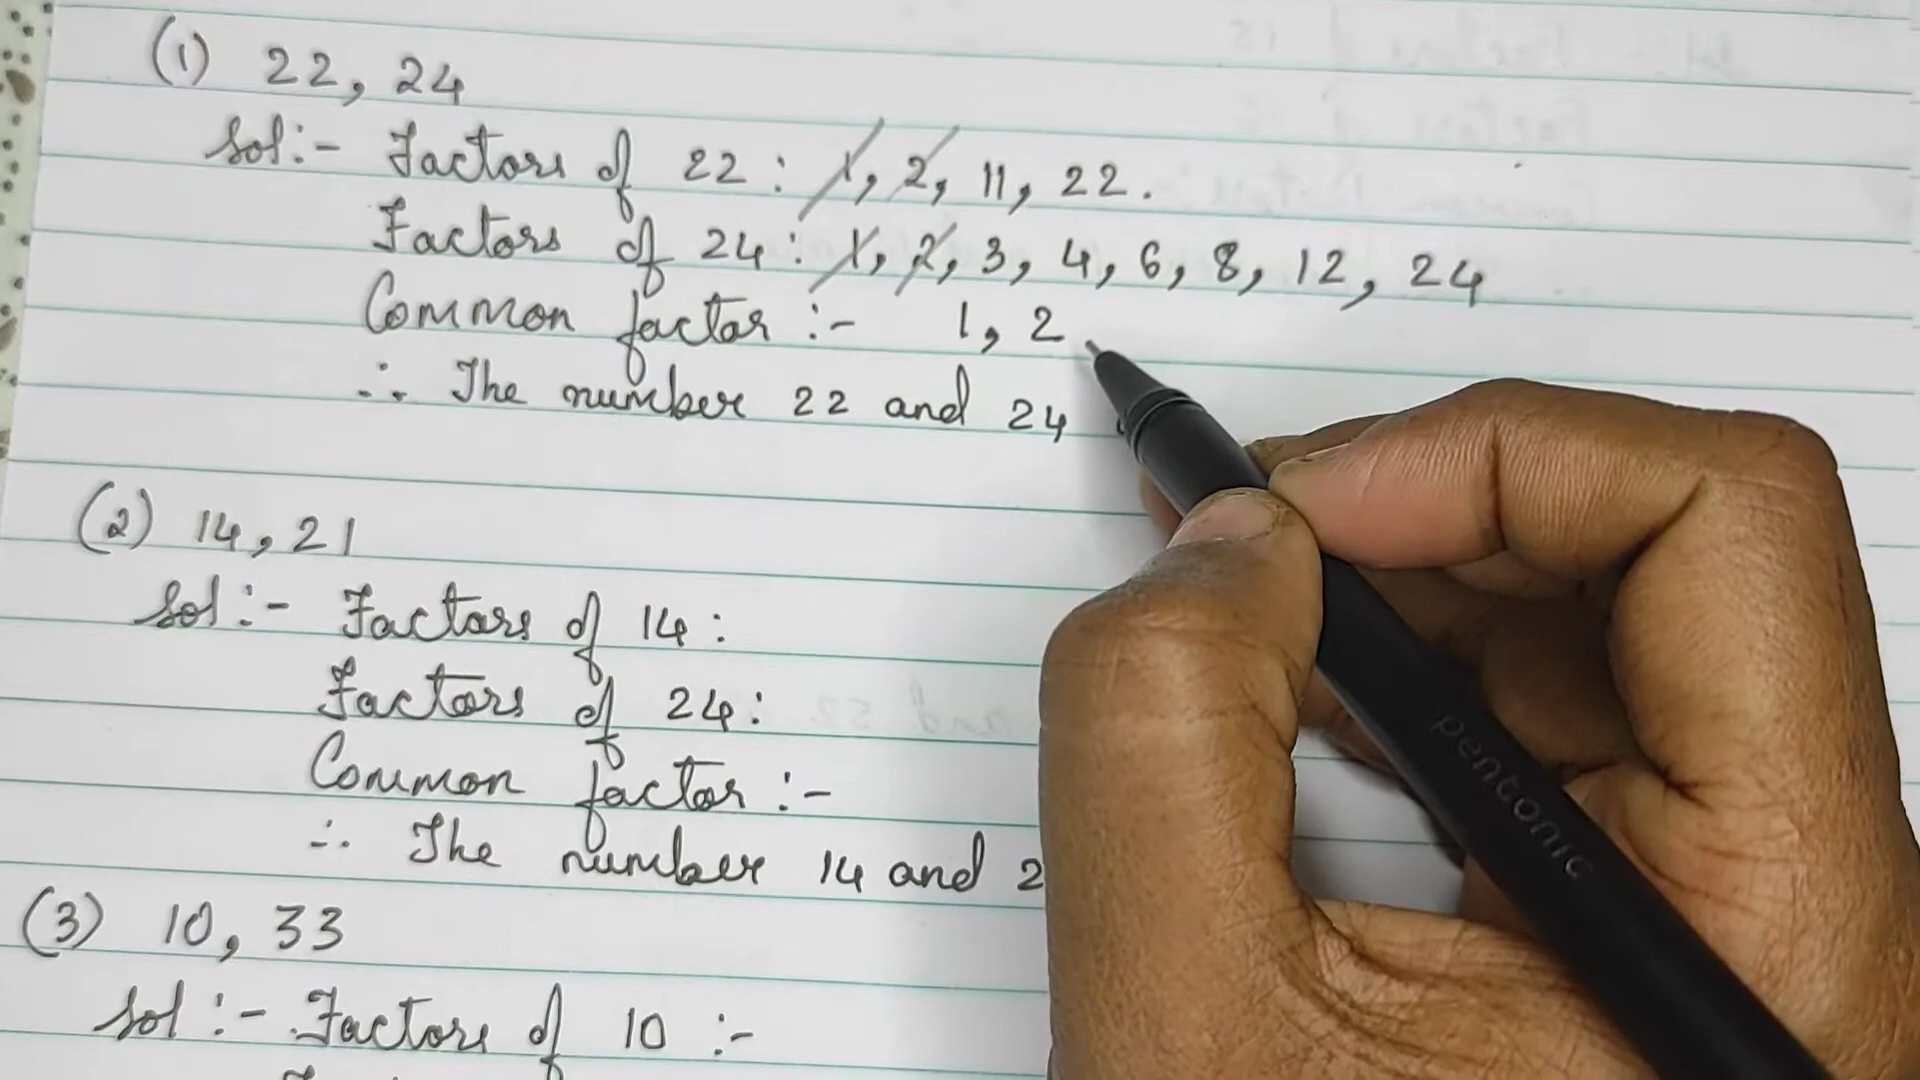 (1) 22, 24
Sol:- Factors of 22 : 1, 2, 11, 22.
Factors of 24 : 1, 2, 3, 4, 6, 8, 12, 24
Common factor :- 1, 2
∴ The number 22 and 24
(2) 14, 21
Sol:- Factors of 14 :
Factors of 24 :
Common factor :-
∴ The number 14 and 2
(3) 10, 33
Sol :- Factors of 10 :-
pentonic